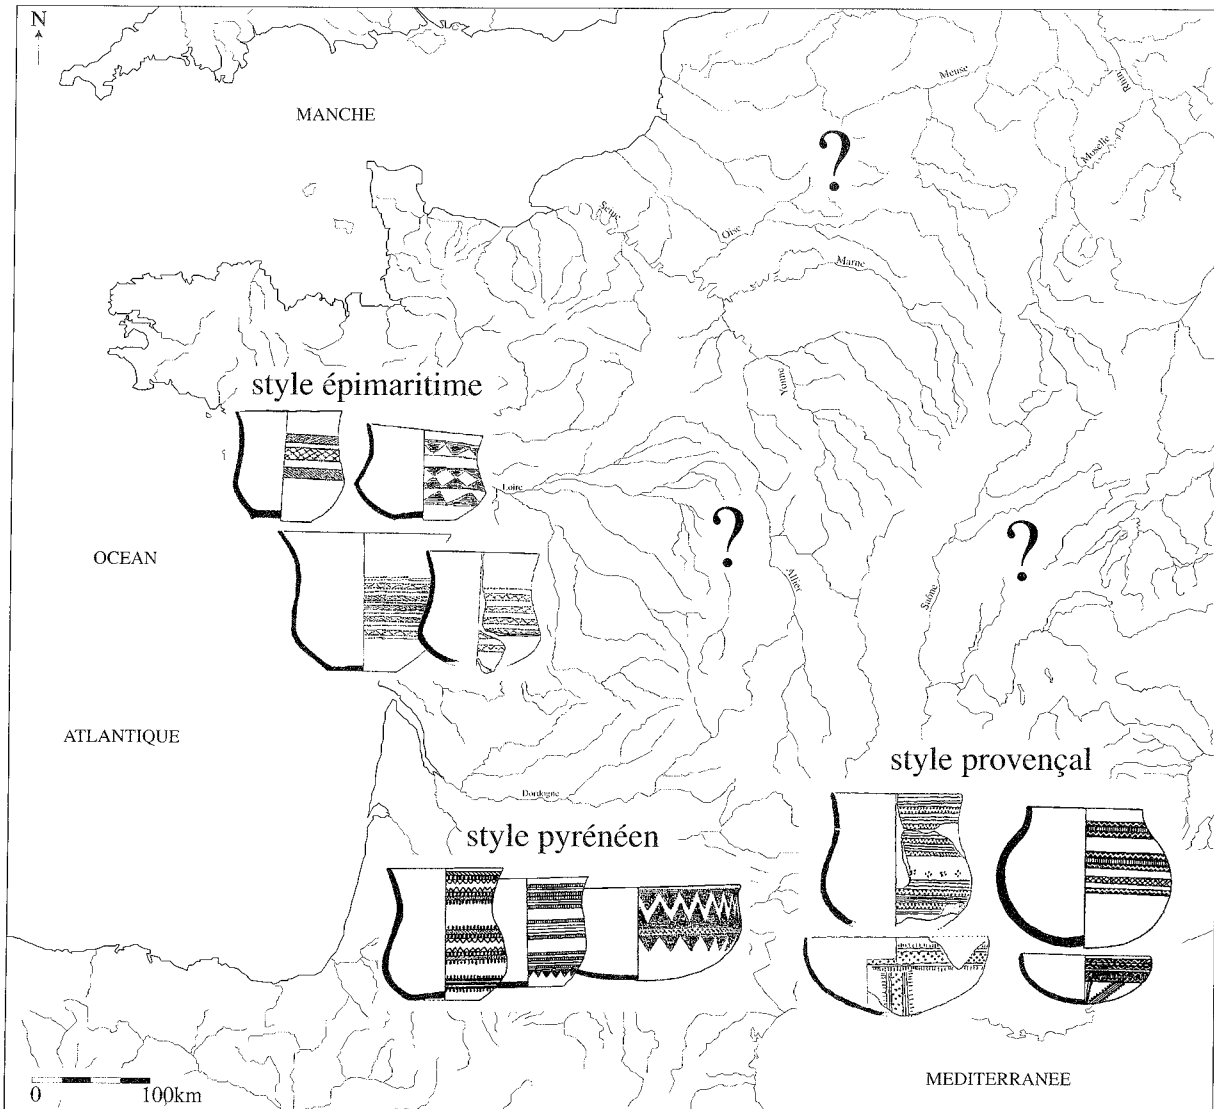 N
MANCHE
Meuse
Rhin
Moselle
?
Seine
Oise
Marne
Yonne
style épimaritime
Loire
?
?
OCEAN
Allier
Saône
ATLANTIQUE
style provençal
Dordogne
style pyrénéen
0 100km
MEDITERRANEE